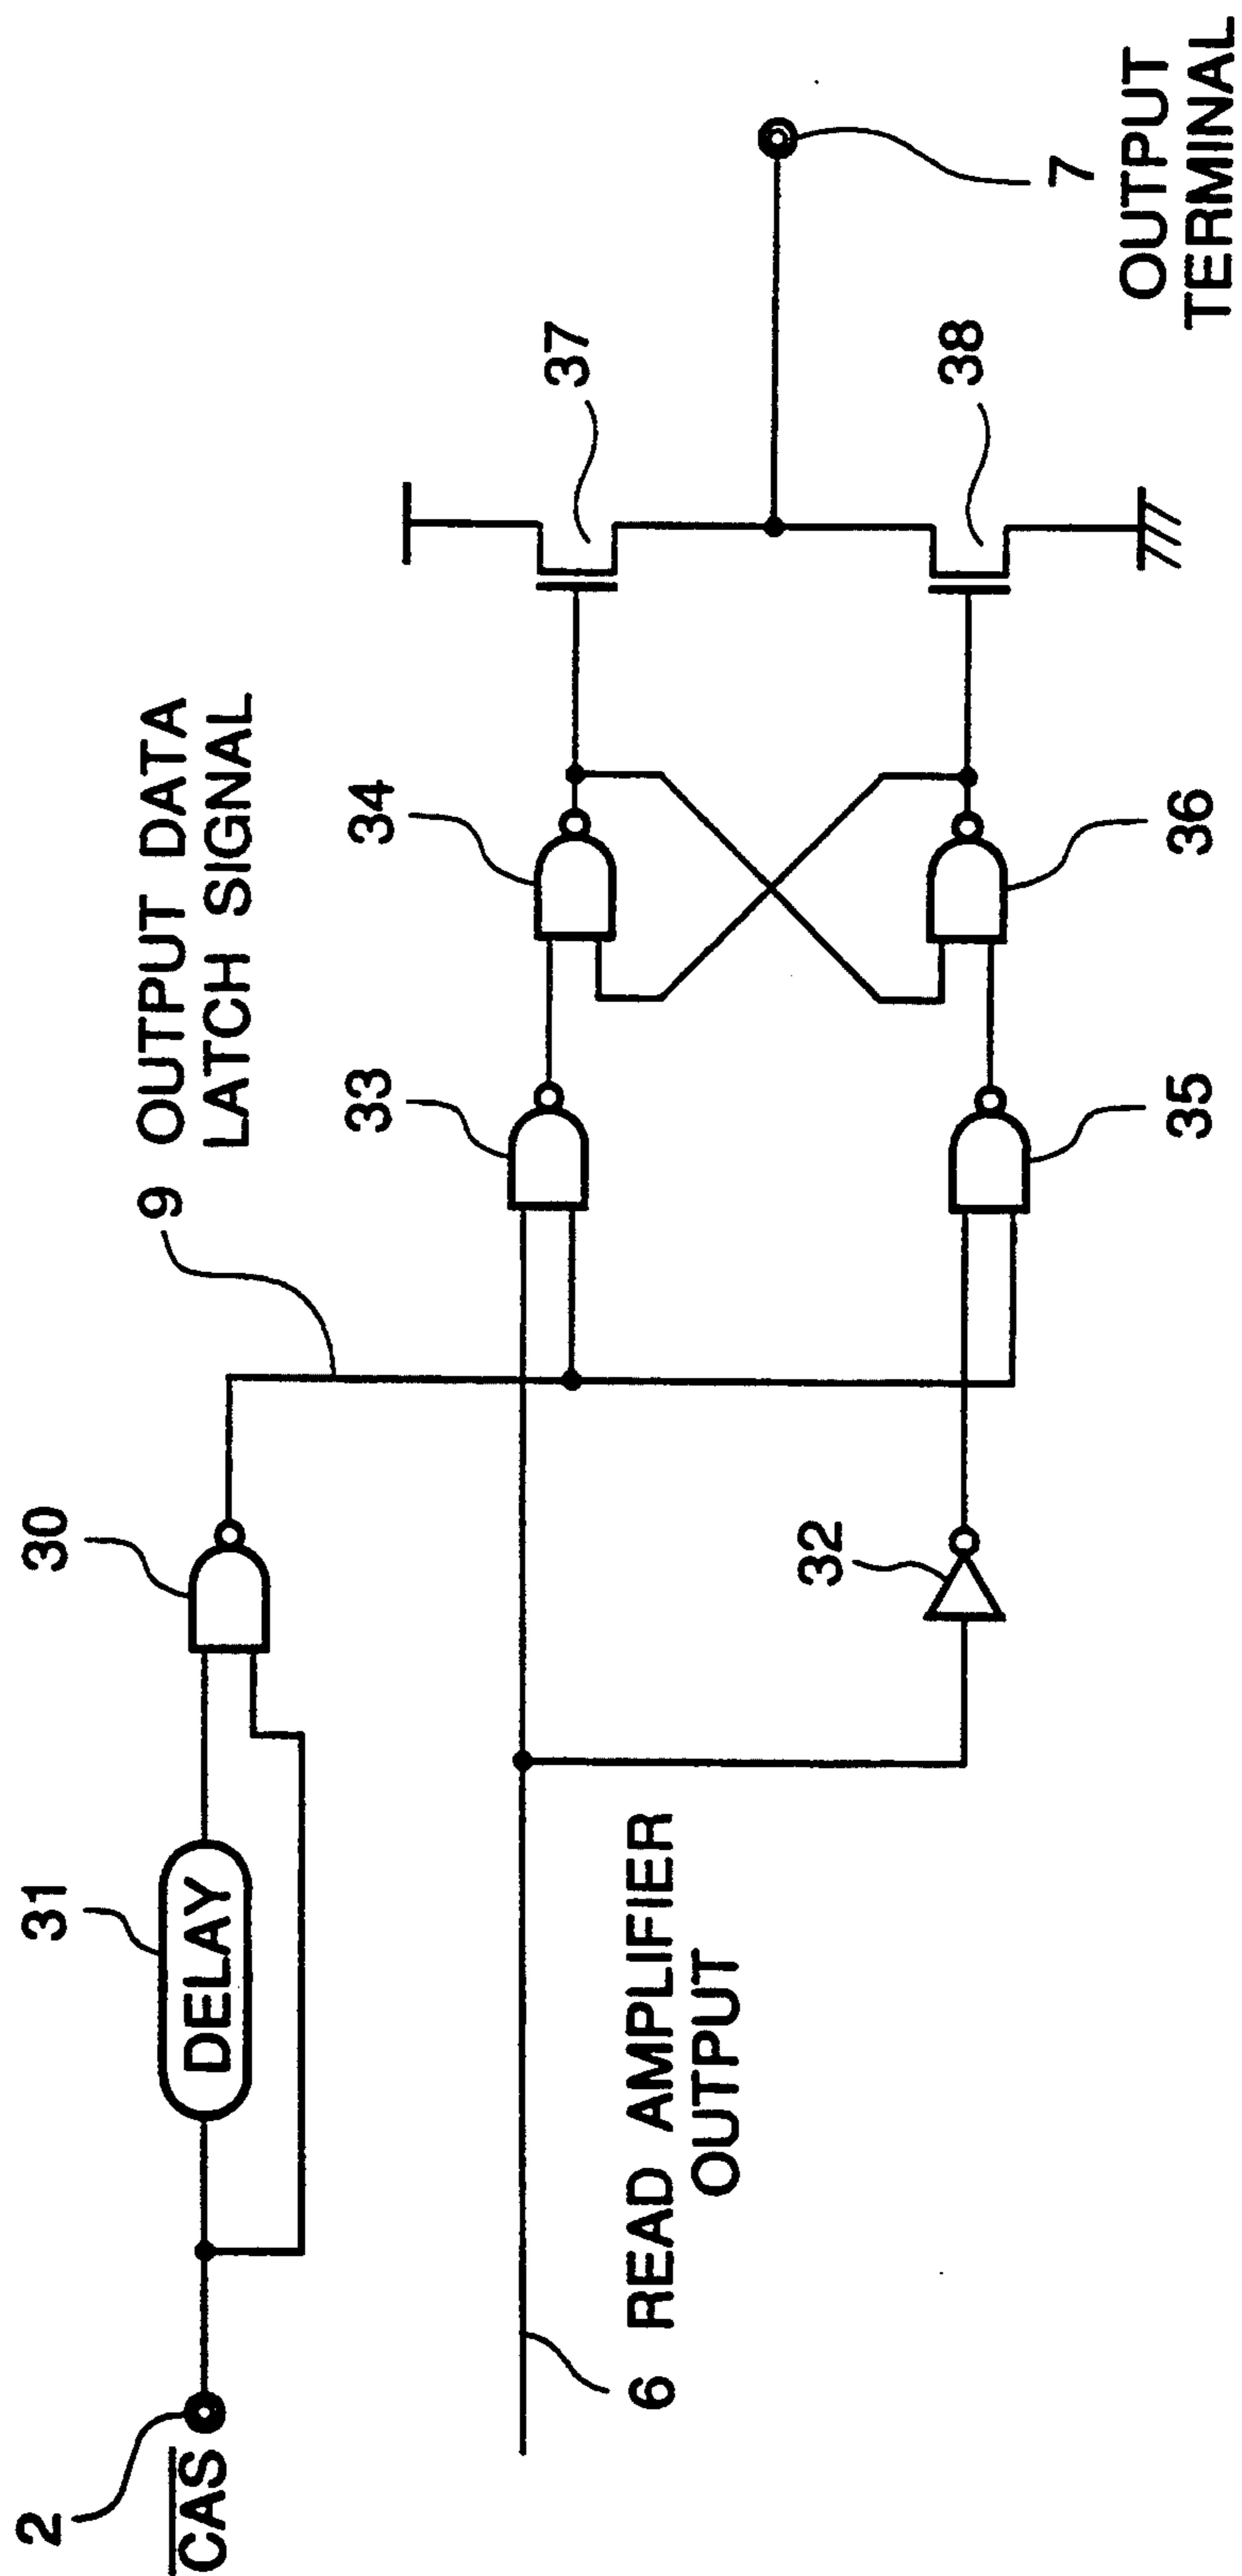 2
C̅A̅S̅
31
DELAY
30
9 OUTPUT DATA
LATCH SIGNAL
6 READ AMPLIFIER
OUTPUT
32
33
34
35
36
37
38
7
OUTPUT
TERMINAL